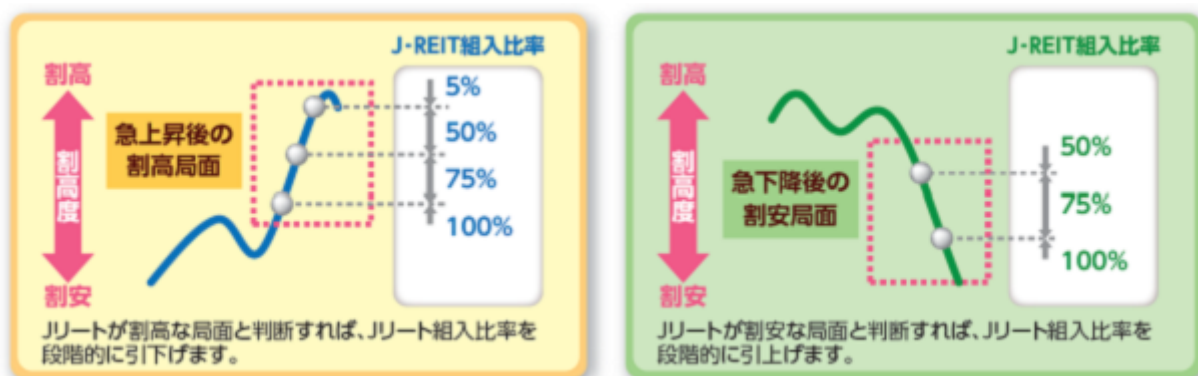 J-REIT組入比率
割高
割高度
割安
急上昇後の
割高局面
5%
50%
75%
100%
Jリートが割高な局面と判断すれば、Jリート組入比率を
段階的に引下げます。
J-REIT組入比率
割高
割高度
割安
急下降後の
割安局面
50%
75%
100%
Jリートが割安な局面と判断すれば、Jリート組入比率を
段階的に引上げます。